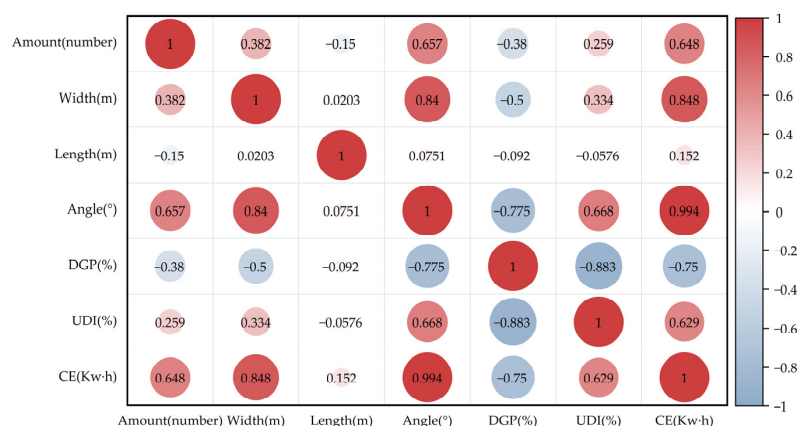 Amount(number) 1 0.382 −0.15 0.657 −0.38 0.259 0.648
Width(m) 0.382 1 0.0203 0.84 −0.5 0.334 0.848
Length(m) −0.15 0.0203 1 0.0751 −0.092 −0.0576 0.152
Angle(°) 0.657 0.84 0.0751 1 −0.775 0.668 0.994
DGP(%) −0.38 −0.5 −0.092 −0.775 1 −0.883 −0.75
UDI(%) 0.259 0.334 −0.0576 0.668 −0.883 1 0.629
CE(Kw·h) 0.648 0.848 0.152 0.994 −0.75 0.629 1
Amount(number) Width(m) Length(m) Angle(°) DGP(%) UDI(%) CE(Kw·h)
1
0.8
0.6
0.4
0.2
0
−0.2
−0.4
−0.6
−0.8
−1